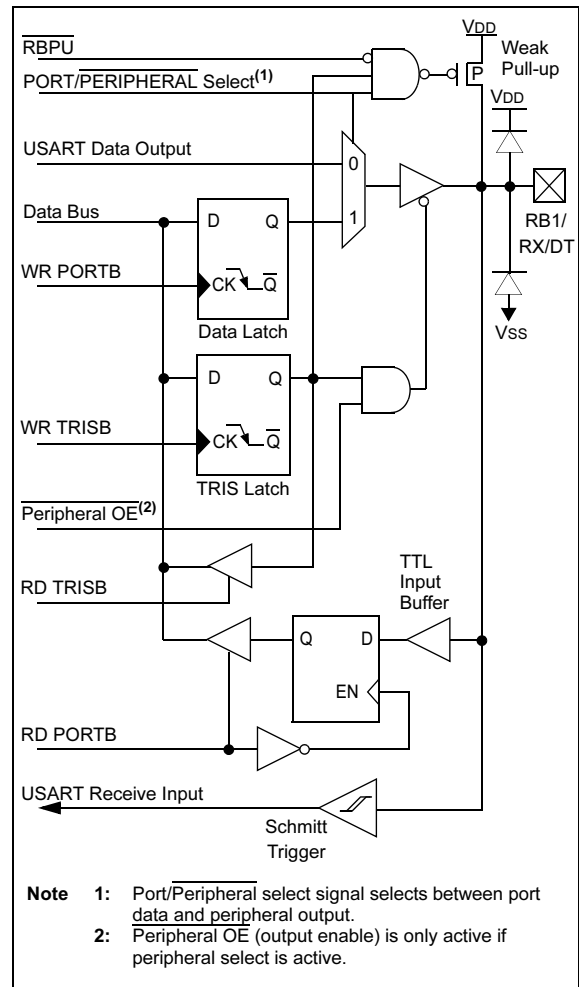 RBPU
VDD
Weak
Pull-up
PORT/PERIPHERAL Select(1)
P
VDD
USART Data Output
0
Data Bus
D
Q
1
RB1/
RX/DT
WR PORTB
CK
Q
Data Latch
VSS
D
Q
WR TRISB
CK
Q
TRIS Latch
Peripheral OE(2)
TTL
Input
Buffer
RD TRISB
Q
D
EN
RD PORTB
USART Receive Input
Schmitt
Trigger
Note 1: Port/Peripheral select signal selects between port
data and peripheral output.
2: Peripheral OE (output enable) is only active if
peripheral select is active.